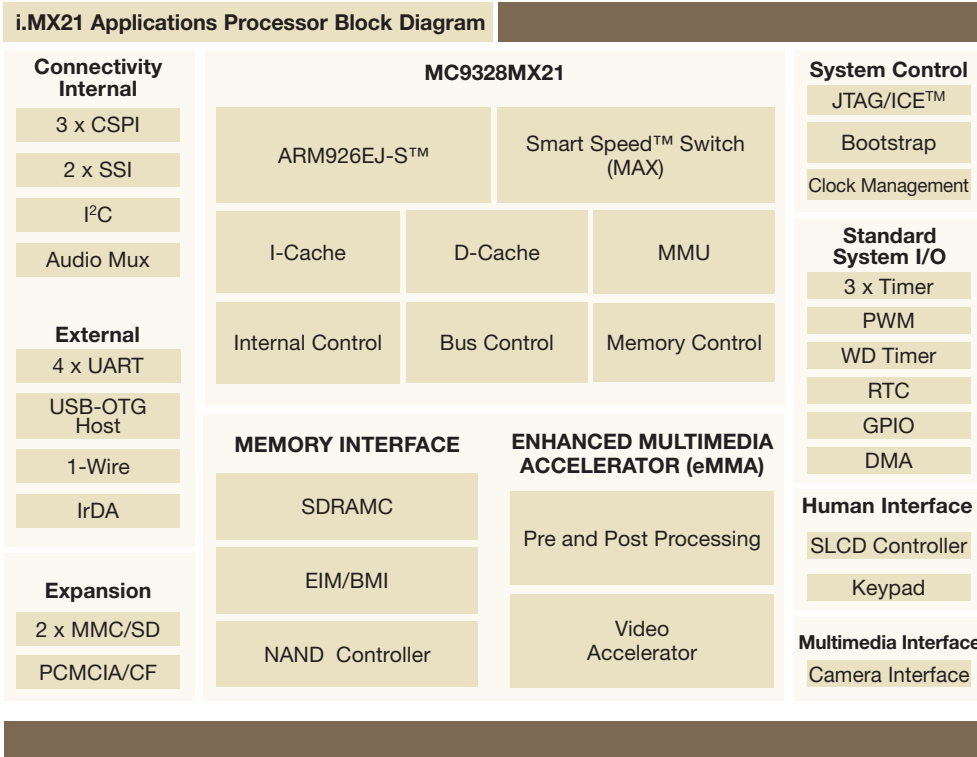 i.MX21 Applications Processor Block Diagram
Connectivity
Internal
3 x CSPI
2 x SSI
I²C
Audio Mux
External
4 x UART
USB-OTG
Host
1-Wire
IrDA
Expansion
2 x MMC/SD
PCMCIA/CF
MC9328MX21
ARM926EJ-S™
Smart Speed™ Switch
(MAX)
I-Cache
D-Cache
MMU
Internal Control
Bus Control
Memory Control
MEMORY INTERFACE
SDRAMC
EIM/BMI
NAND Controller
ENHANCED MULTIMEDIA
ACCELERATOR (eMMA)
Pre and Post Processing
Video
Accelerator
System Control
JTAG/ICE™
Bootstrap
Clock Management
Standard
System I/O
3 x Timer
PWM
WD Timer
RTC
GPIO
DMA
Human Interface
SLCD Controller
Keypad
Multimedia Interface
Camera Interface